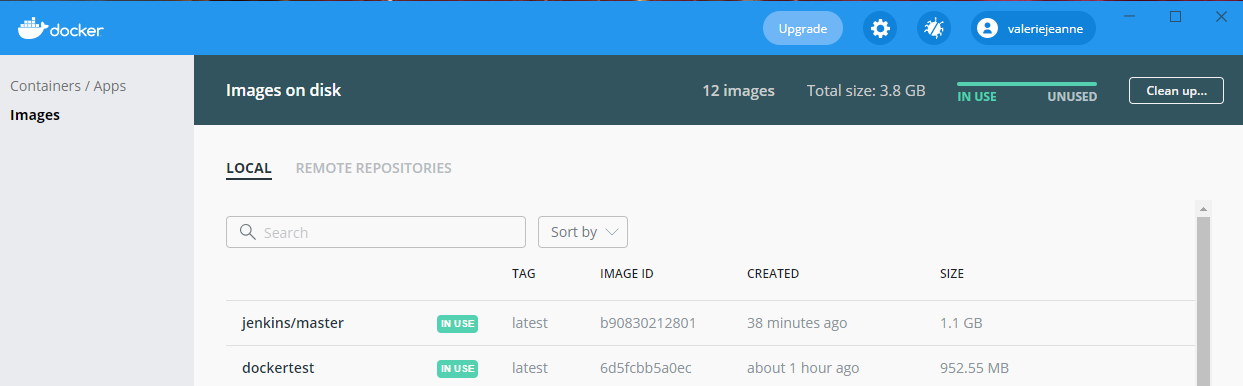 docker
Upgrade
valeriejeanne
Containers / Apps
Images
Images on disk
12 images
Total size: 3.8 GB
IN USE
UNUSED
Clean up...
LOCAL
REMOTE REPOSITORIES
Search
Sort by
TAG IMAGE ID CREATED SIZE
jenkins/master IN USE latest b90830212801 38 minutes ago 1.1 GB
dockertest IN USE latest 6d5fcbb5a0ec about 1 hour ago 952.55 MB